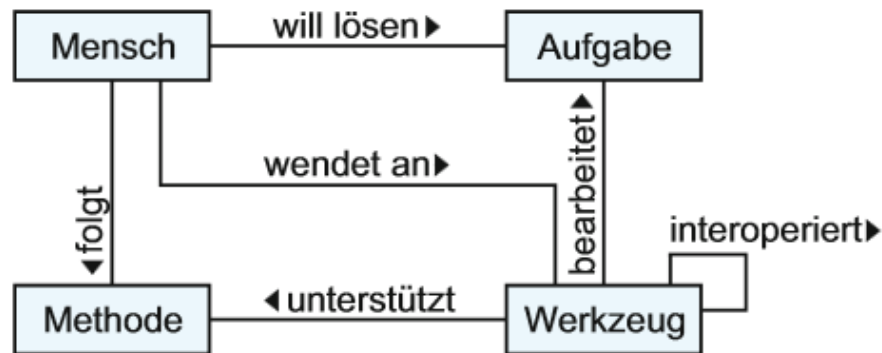 will lösen▶
Mensch
Aufgabe
wendet an▶
bearbeitet▶
◀folgt
interoperiert▶
◀unterstützt
Methode
Werkzeug